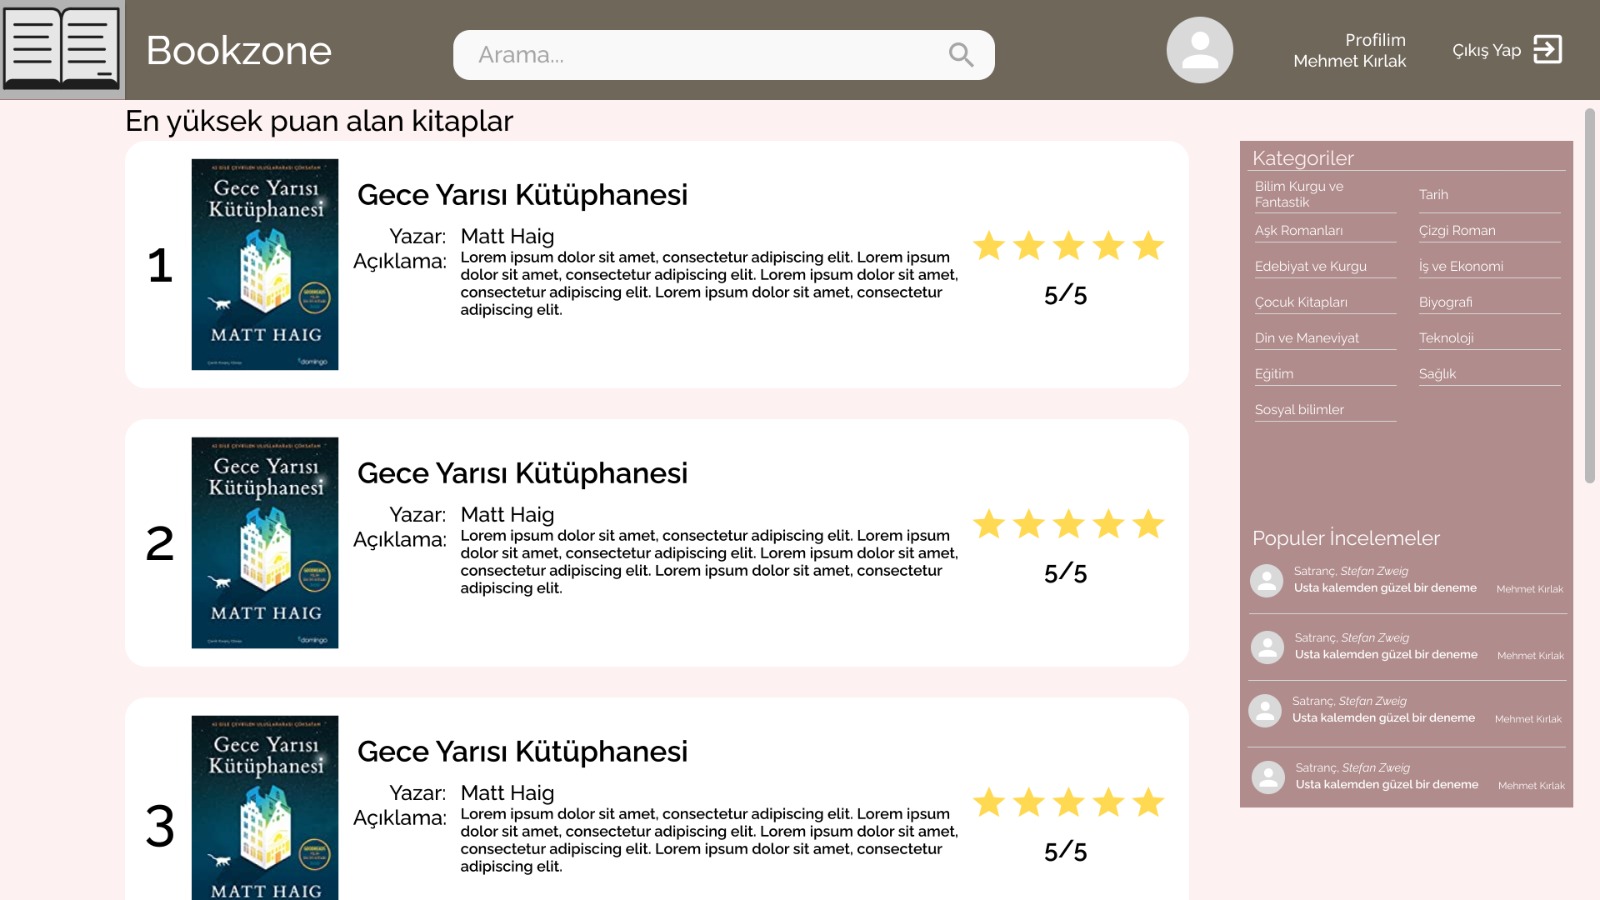 Bookzone
Arama...
Profilim
Mehmet Kırlak
Çıkış Yap
En yüksek puan alan kitaplar
1
Gece Yarısı
Kütüphanesi
MATT HAIG
domingo
Gece Yarısı Kütüphanesi
Yazar: Matt Haig
Açıklama: Lorem ipsum dolor sit amet, consectetur adipiscing elit. Lorem ipsum
dolor sit amet, consectetur adipiscing elit. Lorem ipsum dolor sit amet,
consectetur adipiscing elit. Lorem ipsum dolor sit amet, consectetur
adipiscing elit.
5/5
2
Gece Yarısı
Kütüphanesi
MATT HAIG
domingo
Gece Yarısı Kütüphanesi
Yazar: Matt Haig
Açıklama: Lorem ipsum dolor sit amet, consectetur adipiscing elit. Lorem ipsum
dolor sit amet, consectetur adipiscing elit. Lorem ipsum dolor sit amet,
consectetur adipiscing elit. Lorem ipsum dolor sit amet, consectetur
adipiscing elit.
5/5
3
Gece Yarısı
Kütüphanesi
MATT HAIG
Gece Yarısı Kütüphanesi
Yazar: Matt Haig
Açıklama: Lorem ipsum dolor sit amet, consectetur adipiscing elit. Lorem ipsum
dolor sit amet, consectetur adipiscing elit. Lorem ipsum dolor sit amet,
consectetur adipiscing elit. Lorem ipsum dolor sit amet, consectetur
adipiscing elit.
5/5
Kategoriler
Bilim Kurgu ve
Fantastik
Tarih
Aşk Romanları
Çizgi Roman
Edebiyat ve Kurgu
İş ve Ekonomi
Çocuk Kitapları
Biyografi
Din ve Maneviyat
Teknoloji
Eğitim
Sağlık
Sosyal bilimler
Populer İncelemeler
Satranç, Stefan Zweig
Usta kalemden güzel bir deneme
Mehmet Kırlak
Satranç, Stefan Zweig
Usta kalemden güzel bir deneme
Mehmet Kırlak
Satranç, Stefan Zweig
Usta kalemden güzel bir deneme
Mehmet Kırlak
Satranç, Stefan Zweig
Usta kalemden güzel bir deneme
Mehmet Kırlak